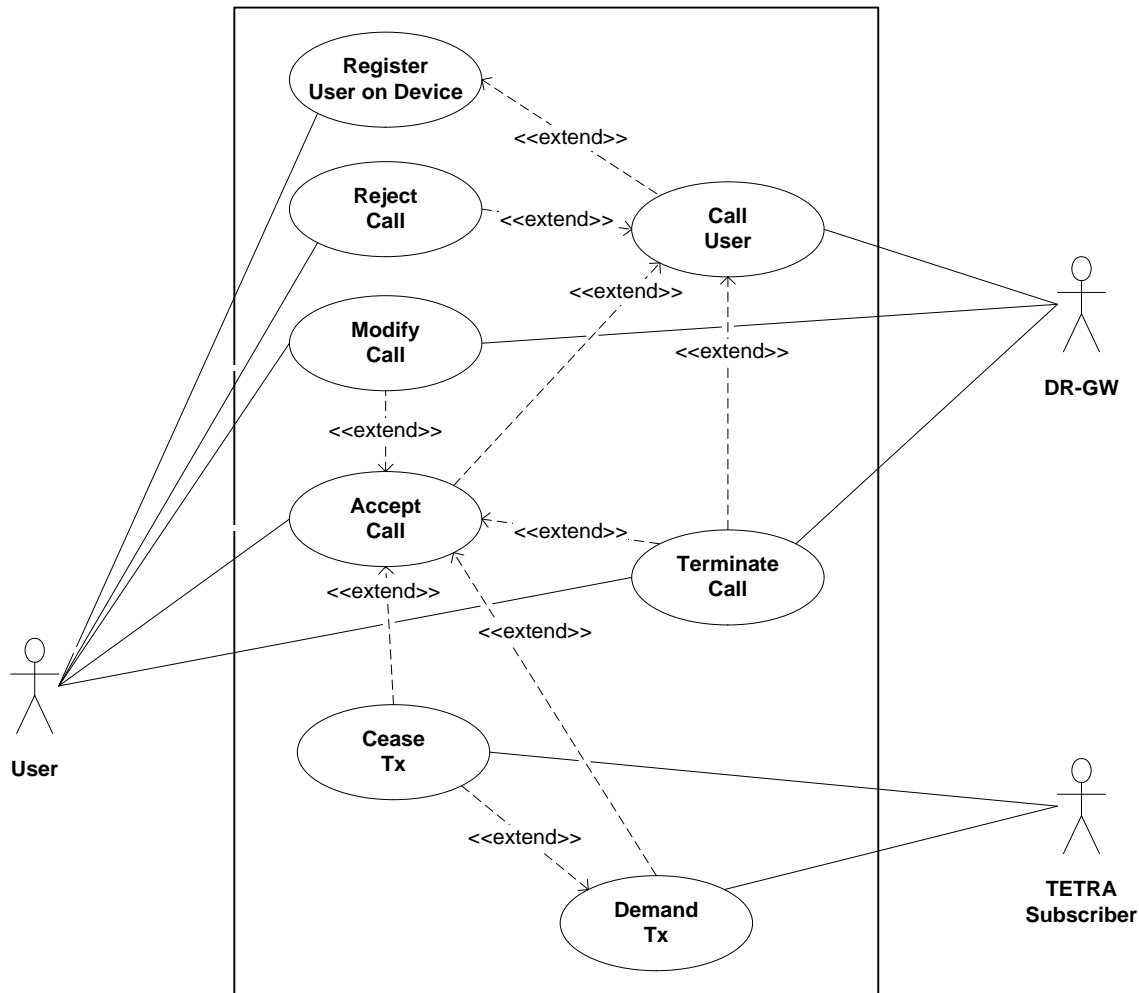 Register
User on Device
<<extend>>
Reject
Call
<<extend>>
Call
User
<<extend>>
Modify
Call
<<extend>>
DR-GW
<<extend>>
Accept
Call
<<extend>>
Terminate
Call
<<extend>>
<<extend>>
Cease
Tx
User
<<extend>>
TETRA
Subscriber
Demand
Tx